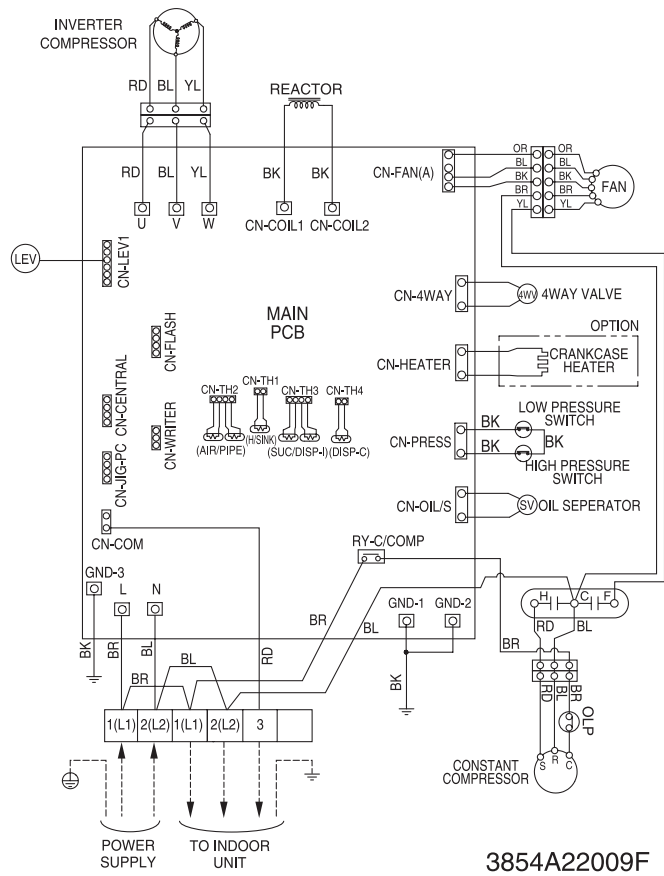 INVERTER
COMPRESSOR
RD BL YL
REACTOR
RD BL YL
BK BK
U V W
CN-COIL1 CN-COIL2
CN-FAN(A)
OR OR
BL BL
BK BK
BR BR
YL YL
FAN
LEV
CN-LEV1
CN-FLASH
MAIN
PCB
CN-4WAY
4WV
4WAY VALVE
OPTION
CN-HEATER
CRANKCASE
HEATER
CN-CENTRAL
CN-WRITER
CN-JIG-PC
CN-TH2 CN-TH1 CN-TH3 CN-TH4
(AIR/PIPE) (H/SINK) (SUC/DISP-I) (DISP-C)
CN-PRESS
BK
BK
BK
LOW PRESSURE
SWITCH
HIGH PRESSURE
SWITCH
CN-OIL/S
SV
OIL SEPERATOR
CN-COM
RY-C/COMP
GND-3
L N
GND-1 GND-2
H C F
RD BL
BR
BK
BR
BL
BL
BR
RD
BR
BL
BK
RD
BL
BR
OLP
1(L1) 2(L2) 1(L1) 2(L2) 3
CONSTANT
COMPRESSOR
S R C
POWER
SUPPLY
TO INDOOR
UNIT
3854A22009F